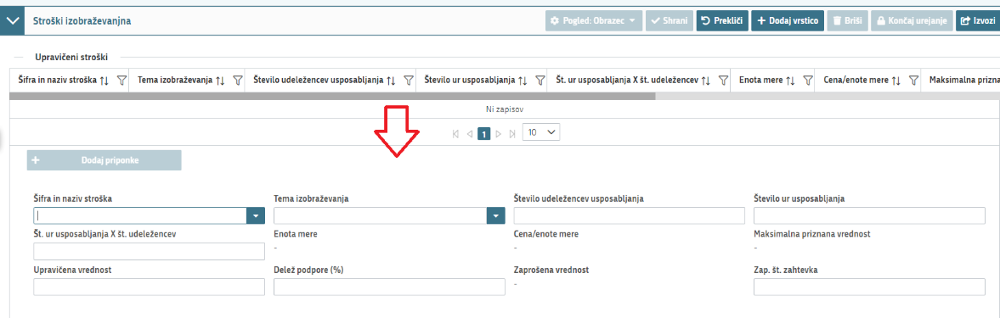 Stroški izobraževanjna
Pogled: Obrazec Shrani Prekliči Dodaj vrstico Briši Končaj urejanje Izvozi
Upravičeni stroški
Šifra in naziv stroška Tema izobraževanja Število udeležencev usposabljanja Število ur usposabljanja Št. ur usposabljanja X št. udeležencev Enota mere Cena/enote mere Maksimalna prizna
Ni zapisov
1 10
Dodaj priponke
Šifra in naziv stroška Tema izobraževanja Število udeležencev usposabljanja Število ur usposabljanja
Št. ur usposabljanja X št. udeležencev Enota mere Cena/enote mere Maksimalna priznana vrednost
- - -
Upravičena vrednost Delež podpore (%) Zaprošena vrednost Zap. št. zahtevka
-